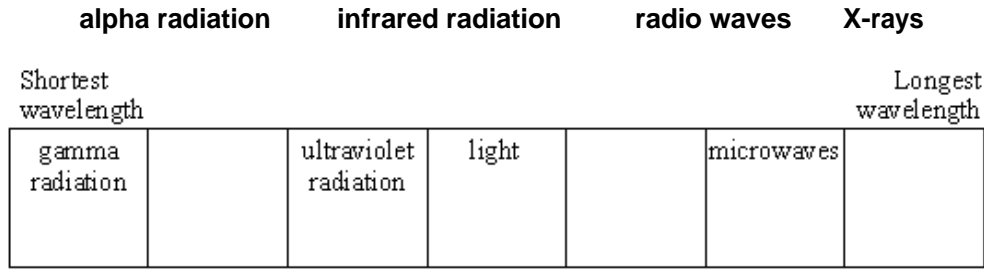 alpha radiation infrared radiation radio waves X-rays
Shortest Longest
wavelength wavelength
gamma ultraviolet light microwaves
radiation radiation